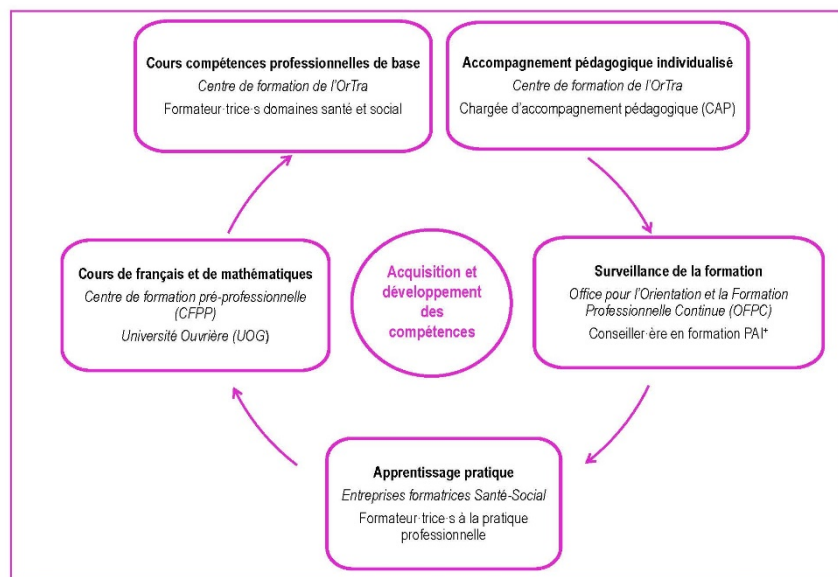 Cours compétences professionnelles de base
Centre de formation de l'OrTra
Formateur·trice·s domaines santé et social
Accompagnement pédagogique individualisé
Centre de formation de l'OrTra
Chargée d'accompagnement pédagogique (CAP)
Cours de français et de mathématiques
Centre de formation pré-professionnelle
(CFPP)
Université Ouvrière (UOG)
Acquisition et
développement
des
compétences
Surveillance de la formation
Office pour l'Orientation et la Formation
Professionnelle Continue (OFPC)
Conseiller·ère en formation PAI⁺
Apprentissage pratique
Entreprises formatrices Santé-Social
Formateur·trice·s à la pratique
professionnelle